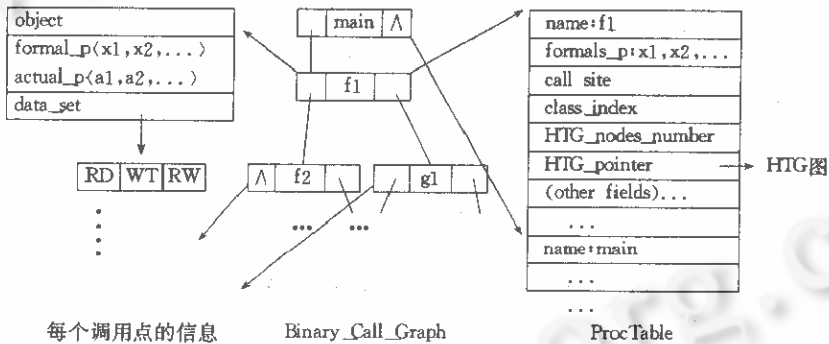 object
formal_p(x1,x2,...)
actual_p(a1,a2,...)
data_set
RD WT RW
每个调用点的信息
main ∧
f1
∧ f2
g1
... ...
Binary_Call_Graph
name:f1
formals_p:x1,x2,...
call site
class_index
HTG_nodes_number
HTG_pointer
HTG图
(other fields)...
...
name:main
...
...
ProcTable